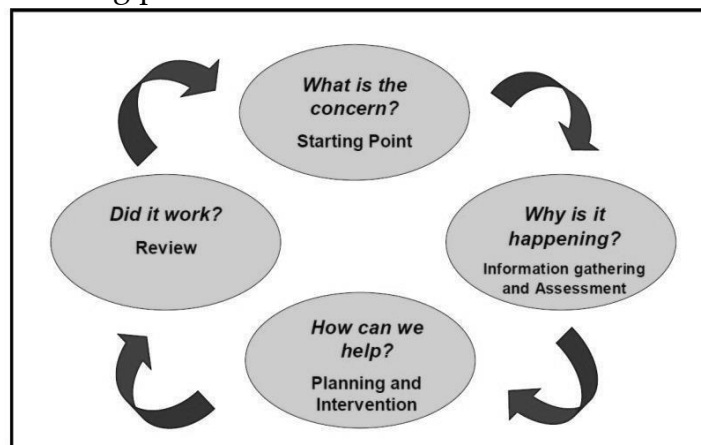 What is the
concern?
Starting Point
Why is it
happening?
Information gathering
and Assessment
How can we
help?
Planning and
Intervention
Did it work?
Review